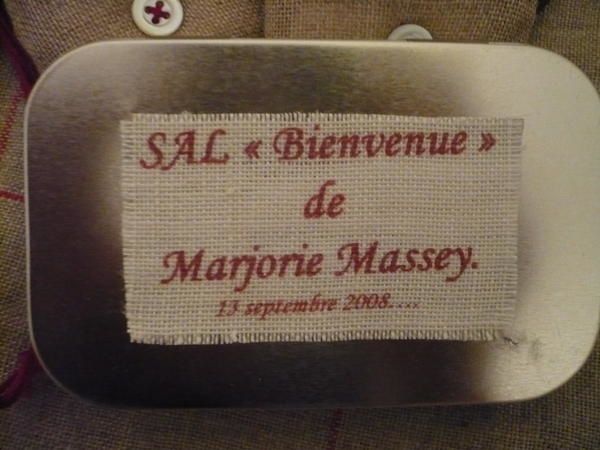 SAL « Bienvenue »
de
Marjorie Massey.
13 septembre 2008....